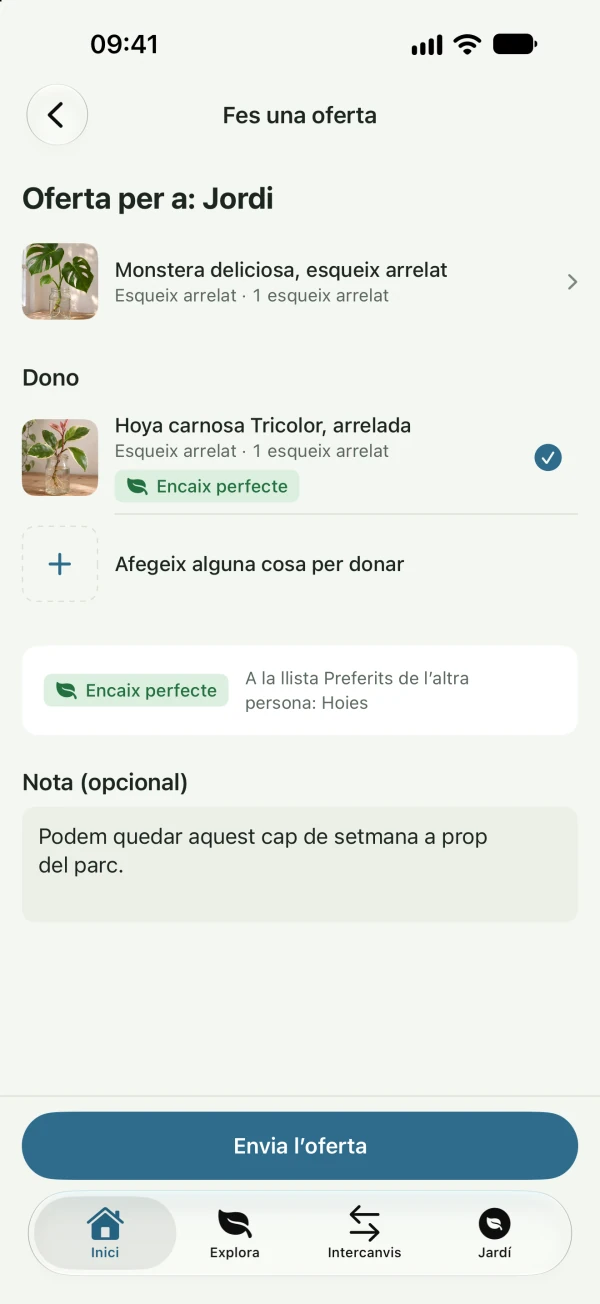 09:41
Fes una oferta
Oferta per a: Jordi
Monstera deliciosa, esqueix arrelat
Esqueix arrelat · 1 esqueix arrelat
Dono
Hoya carnosa Tricolor, arrelada
Esqueix arrelat · 1 esqueix arrelat
Encaix perfecte
Afegeix alguna cosa per donar
Encaix perfecte
A la llista Preferits de l’altra
persona: Hoies
Nota (opcional)
Podem quedar aquest cap de setmana a prop
del parc.
Envia l’oferta
Inici
Explora
Intercanvis
Jardí